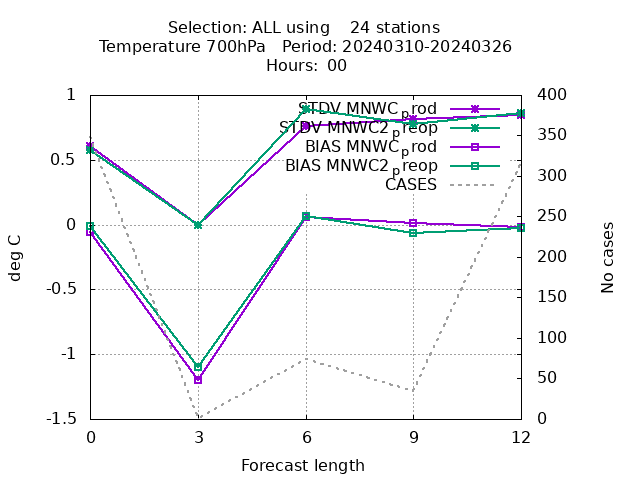 Selection: ALL using    24 stations
Temperature 700hPa   Period: 20240310-20240326
Hours:  00
STDV MNWC_prod
STDV MNWC2_preop
BIAS MNWC_prod
BIAS MNWC2_preop
CASES
1
0.5
0
-0.5
-1
-1.5
deg C
400
350
300
250
200
150
100
50
0
No cases
0 3 6 9 12
Forecast length